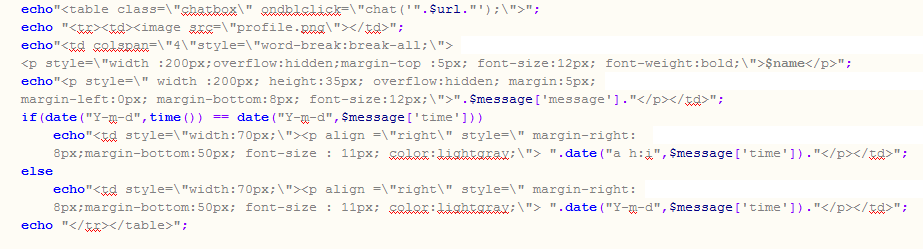 echo"<table class=\"chatbox\" ondblclick=\"chat('".$url."');\">";
echo "<tr><td><image src=\"profile.png\"></td>";
echo"<td colspan=\"4\"style=\"word-break:break-all;\">
<p style=\"width :200px;overflow:hidden;margin-top :5px; font-size:12px; font-weight:bold;\">$name</p>";
echo"<p style=\" width :200px; height:35px; overflow:hidden; margin:5px;
margin-left:0px; margin-bottom:8px; font-size:12px;\">".$message['message']."</p></td>";
if(date("Y-m-d",time()) == date("Y-m-d",$message['time']))
echo"<td style=\"width:70px;\"><p align =\"right\" style=\" margin-right:
8px;margin-bottom:50px; font-size : 11px; color:lightgray;\"> ".date("a h:i",$message['time'])."</p></td>";
else
echo"<td style=\"width:70px;\"><p align =\"right\" style=\" margin-right:
8px;margin-bottom:50px; font-size : 11px; color:lightgray;\"> ".date("Y-m-d",$message['time'])."</p></td>";
echo "</tr></table>";